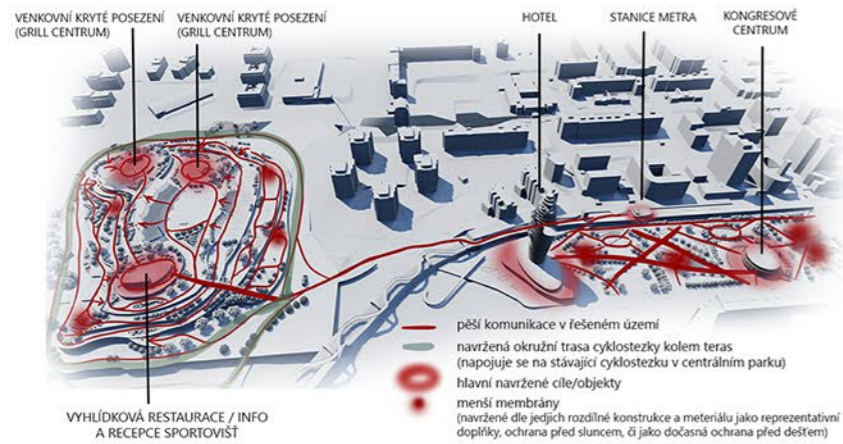 VENKOVNÍ KRYTÉ POSEZENÍ
(GRILL CENTRUM)
VENKOVNÍ KRYTÉ POSEZENÍ
(GRILL CENTRUM)
HOTEL
STANICE METRA
KONGRESOVÉ
CENTRUM
pěší komunikace v řešeném území
navržená okružní trasa cyklostezky kolem teras
(napojuje se na stávající cyklostezku v centrálním parku)
hlavní navržené cíle/objekty
menší membrány
(navržené dle jedjich rozdílné konstrukce a meteriálu jako reprezentativní
doplňky, ochrana před sluncem, či jako dočasná ochrana před deštěm)
VYHLÍDKOVÁ RESTAURACE / INFO
A RECEPCE SPORTOVIŠŤ